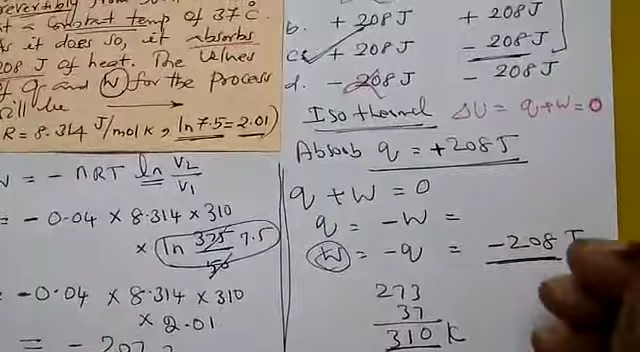 reversibly from
at a constant temp of 37°C.
As it does so, it absorbs
208 J of heat. The values
of q and W for the process
will be
R = 8.314 J/mol K, ln 7.5 = 2.01)
= - nRT ln V2/V1
= - 0.04 × 8.314 × 310
× ln 375/50 7.5
= -0.04 × 8.314 × 310
× 2.01
= - 207
b. + 208 J + 208 J
c. + 208 J - 208 J
d. - 208 J - 208 J
Isothermal ΔU = q+W = 0
Absorb q = +208 J
q + W = 0
q = -W =
W = -q = -208 J
273
37
310 K